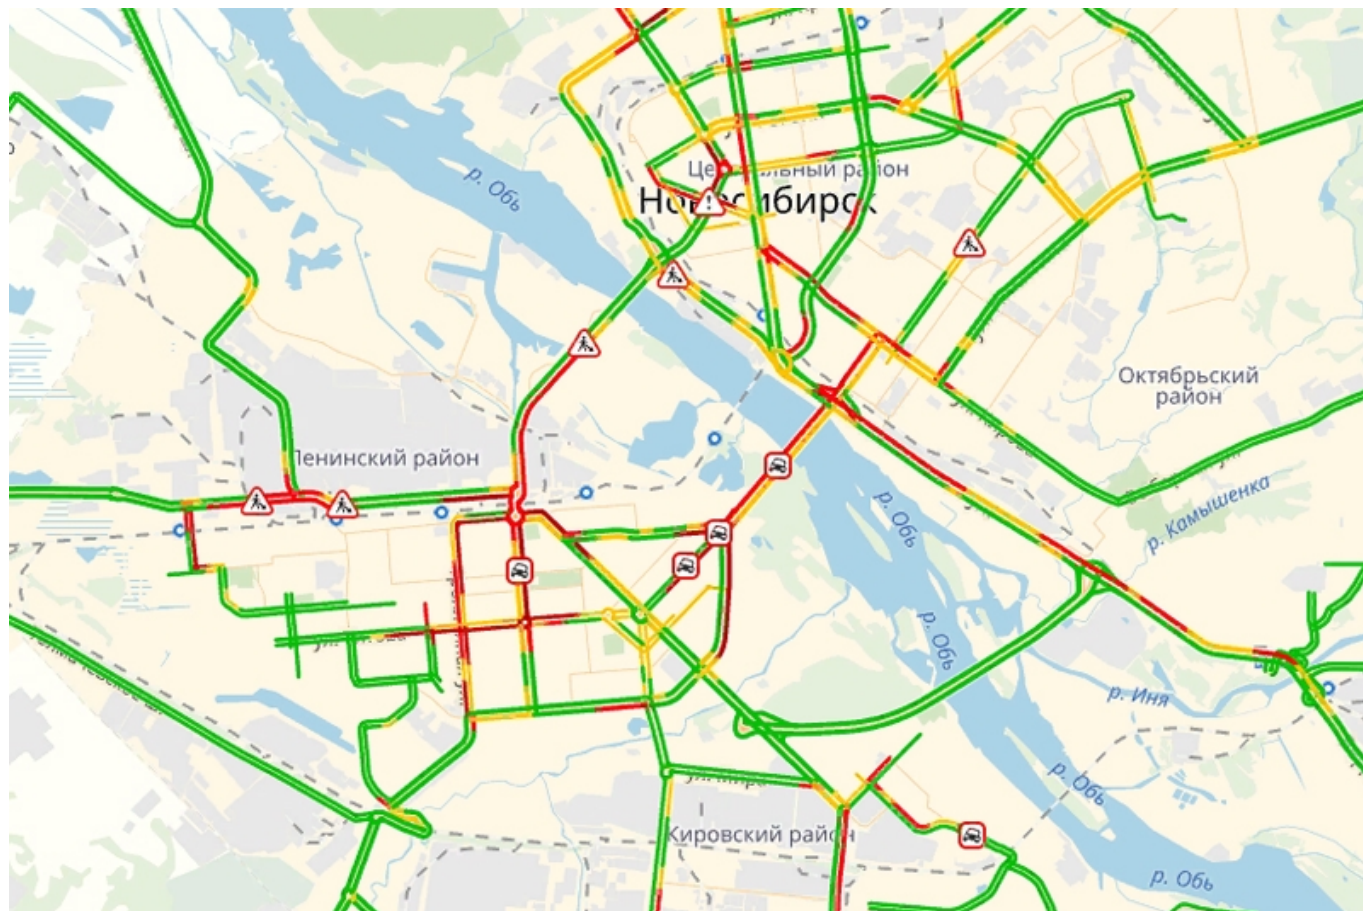 р. Обь
Центральный район
Новосибирск
Октябрьский
район
Ленинский район
р. Обь
р. Камышенка
р. Обь
р. Иня
р. Обь
Кировский район
р. Обь